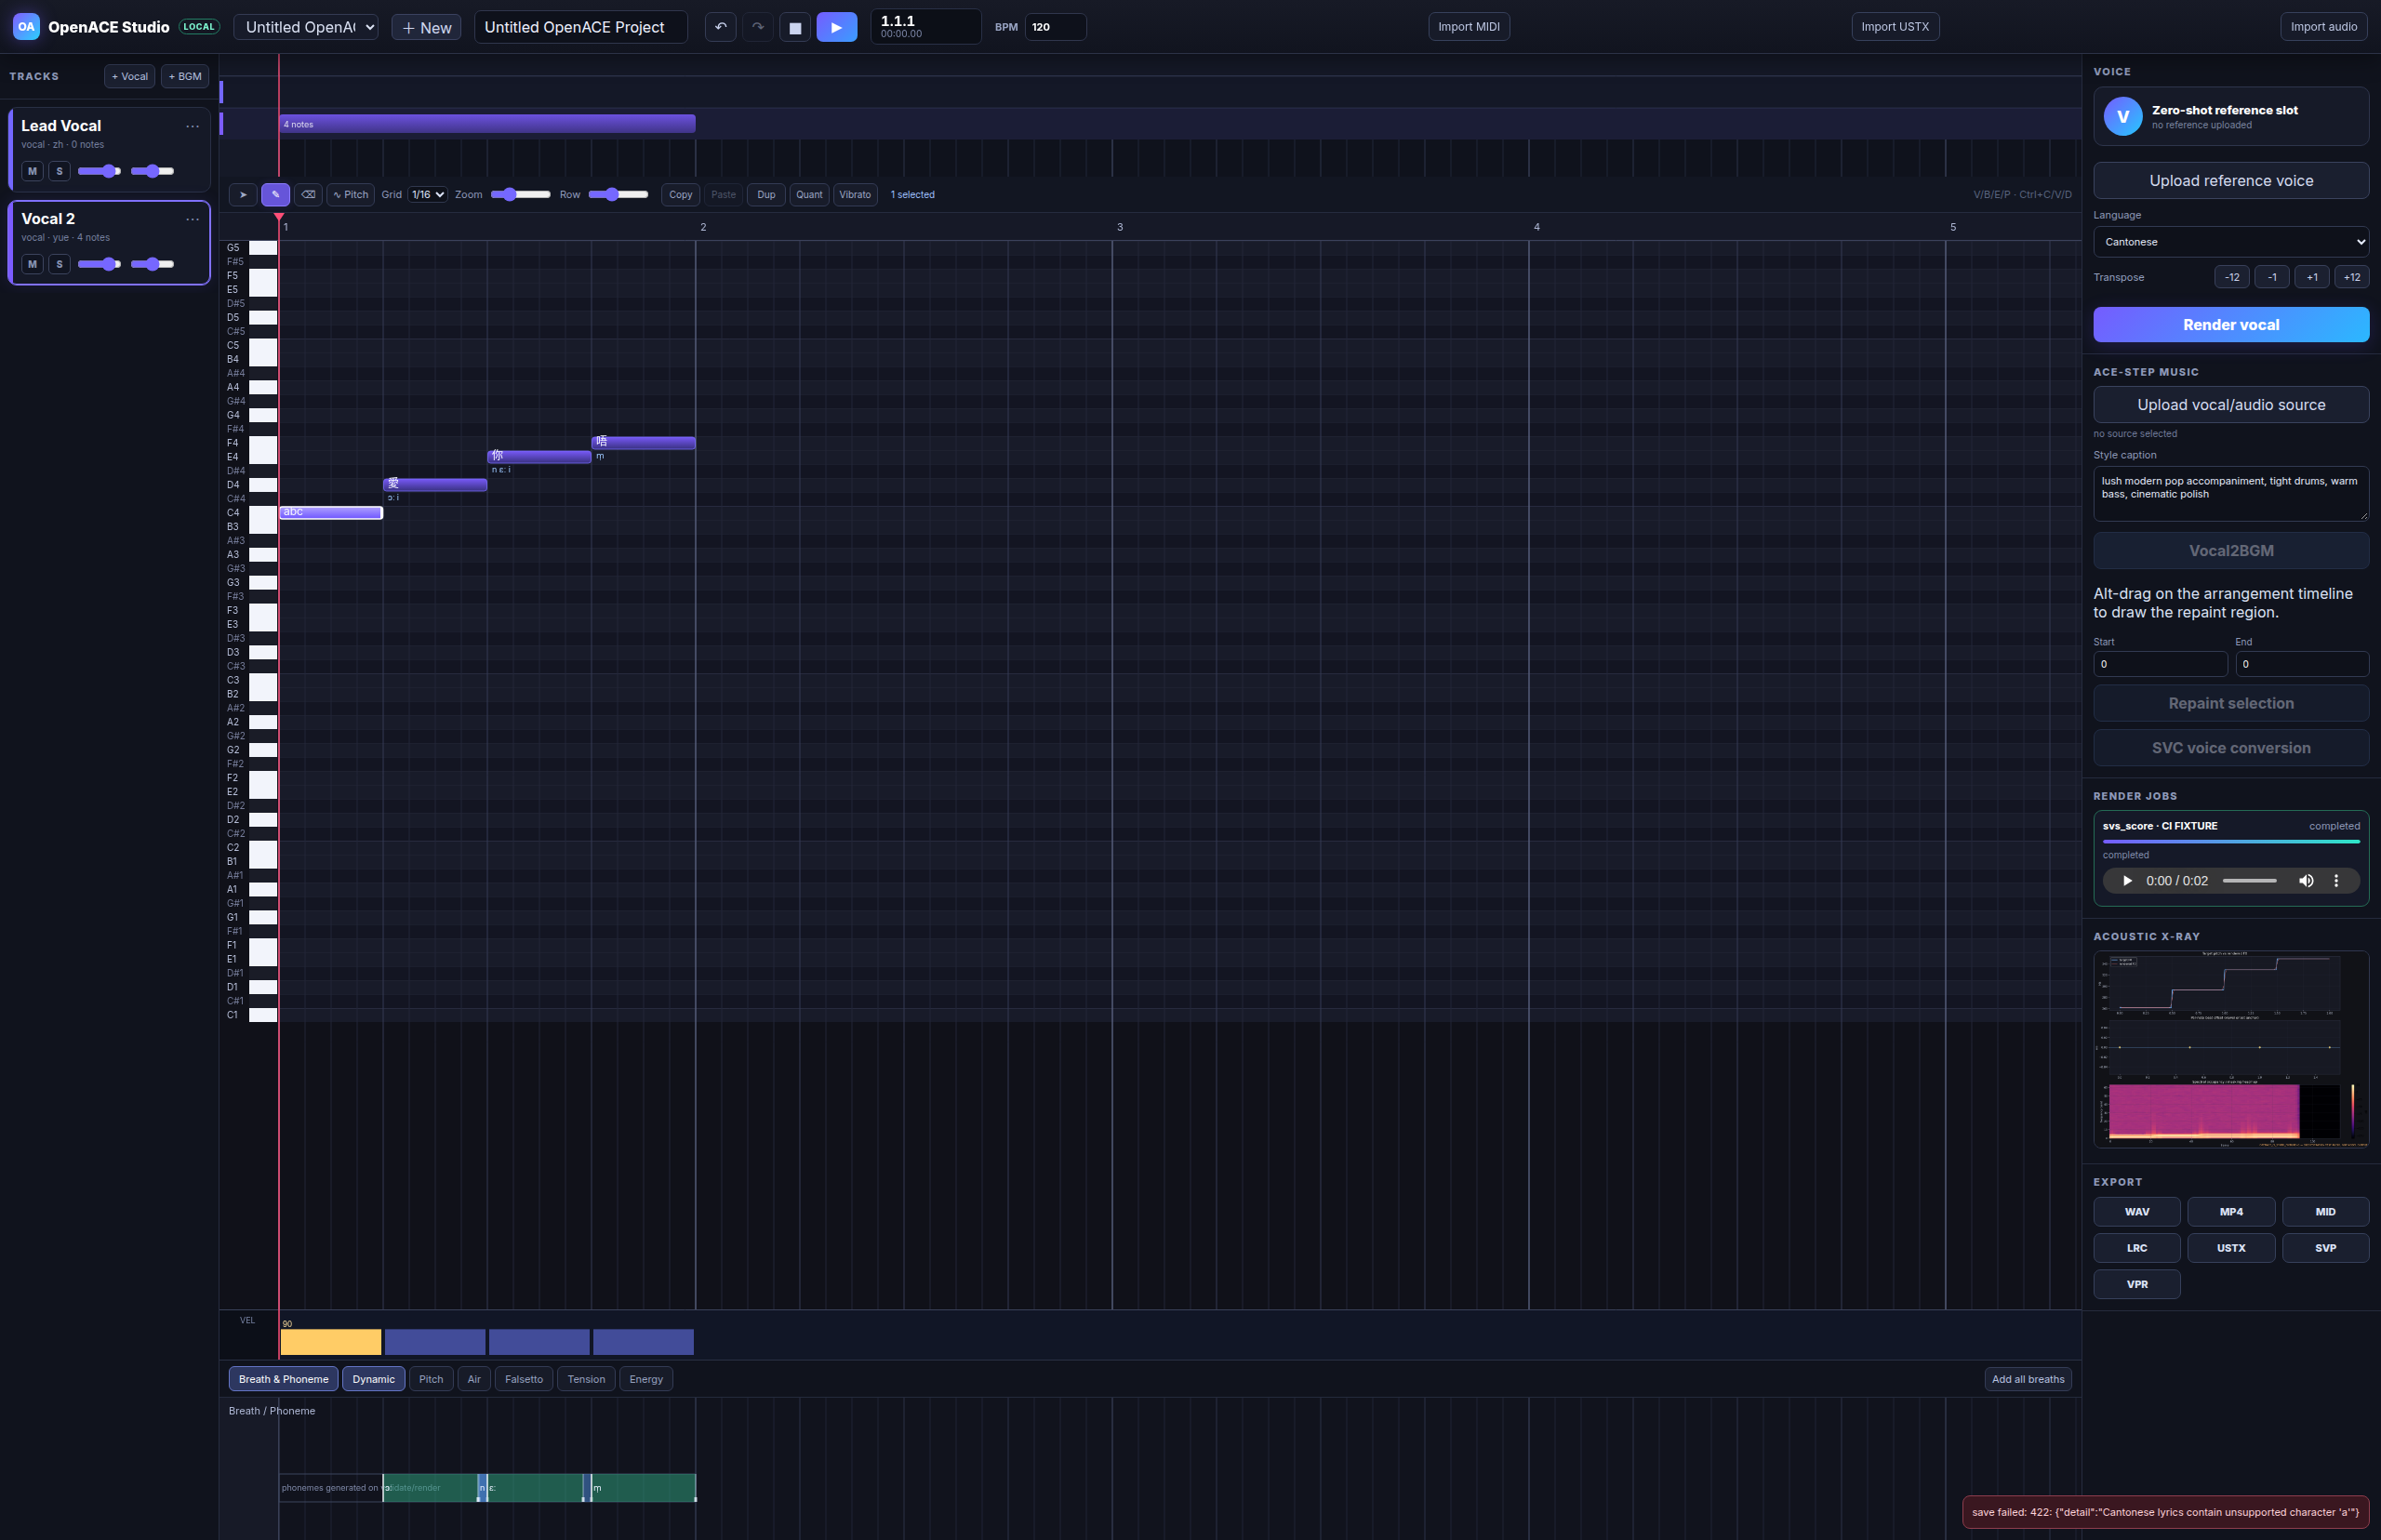 OA OpenACE Studio LOCAL Untitled OpenA + New Untitled OpenACE Project 1.1.1 00:00.00 BPM 120 Import MIDI Import USTX Import audio
TRACKS + Vocal + BGM
Lead Vocal ...
vocal · zh · 0 notes
M S
Vocal 2 ...
vocal · yue · 4 notes
M S
4 notes
Pitch Grid 1/16 Zoom Row Copy Paste Dup Quant Vibrato 1 selected V/B/E/P · Ctrl+C/V/D
1 2 3 4 5
G5
F#5
F5
E5
D#5
D5
C#5
C5
B4
A#4
A4
G#4
G4
F#4
F4 唔
E4 你 m̩
D#4 n ɛː i
D4 愛
C#4 ɔː i
C4 abc
B3
A#3
A3
G#3
G3
F#3
F3
E3
D#3
D3
C#3
C3
B2
A#2
A2
G#2
G2
F#2
F2
E2
D#2
D2
C#2
C2
B1
A#1
A1
G#1
G1
F#1
F1
E1
D#1
D1
C#1
C1
VEL 90
Breath & Phoneme Dynamic Pitch Air Falsetto Tension Energy Add all breaths
Breath / Phoneme
phonemes generated on validate/render n ɛː m̩
VOICE
V Zero-shot reference slot
no reference uploaded
Upload reference voice
Language
Cantonese
Transpose -12 -1 +1 +12
Render vocal
ACE-STEP MUSIC
Upload vocal/audio source
no source selected
Style caption
lush modern pop accompaniment, tight drums, warm
bass, cinematic polish
Vocal2BGM
Alt-drag on the arrangement timeline
to draw the repaint region.
Start End
0 0
Repaint selection
SVC voice conversion
RENDER JOBS
svs_score · CI FIXTURE completed
completed
0:00 / 0:02
ACOUSTIC X-RAY
EXPORT
WAV MP4 MID
LRC USTX SVP
VPR
save failed: 422: {"detail":"Cantonese lyrics contain unsupported character 'a'"}